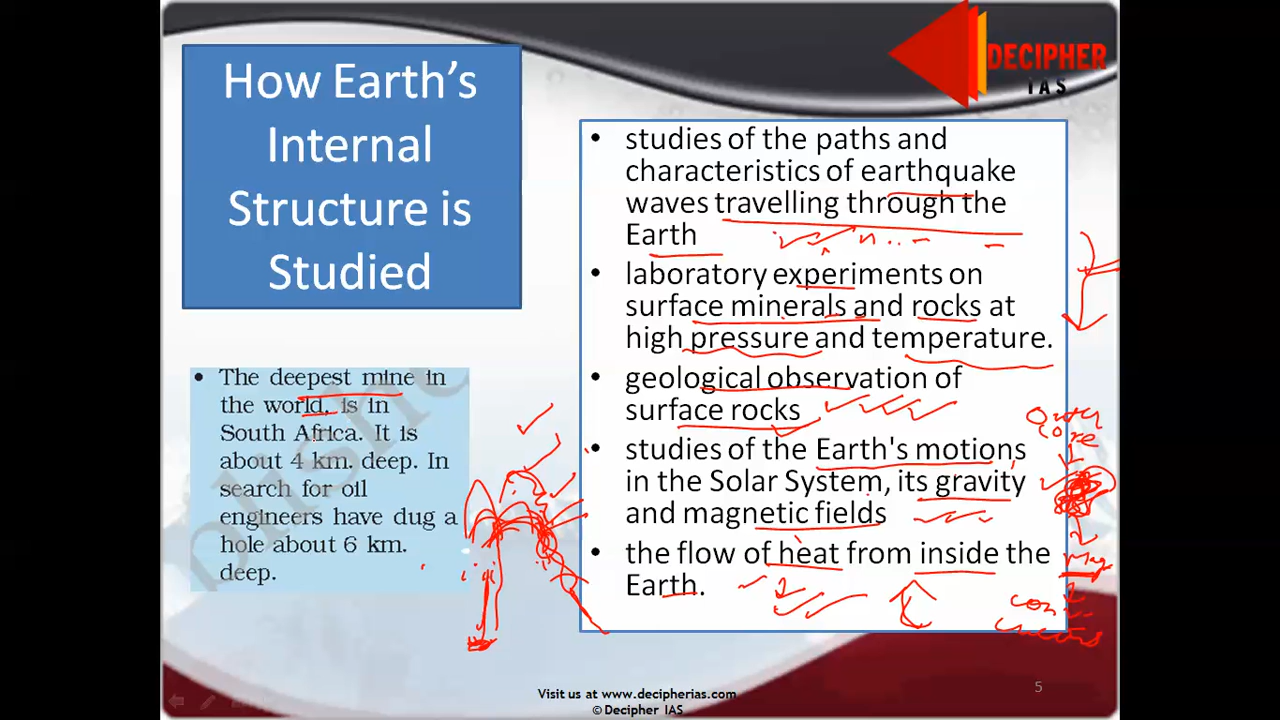 DECIPHER
IAS
How Earth's
Internal
Structure is
Studied
• studies of the paths and
characteristics of earthquake
waves travelling through the
Earth
• laboratory experiments on
surface minerals and rocks at
high pressure and temperature.
• geological observation of
surface rocks
• studies of the Earth's motions
in the Solar System, its gravity
and magnetic fields
• the flow of heat from inside the
Earth.
• The deepest mine in
the world, is in
South Africa. It is
about 4 km. deep. In
search for oil
engineers have dug a
hole about 6 km.
deep.
Outer
core
5
Visit us at www.decipherias.com
© Decipher IAS